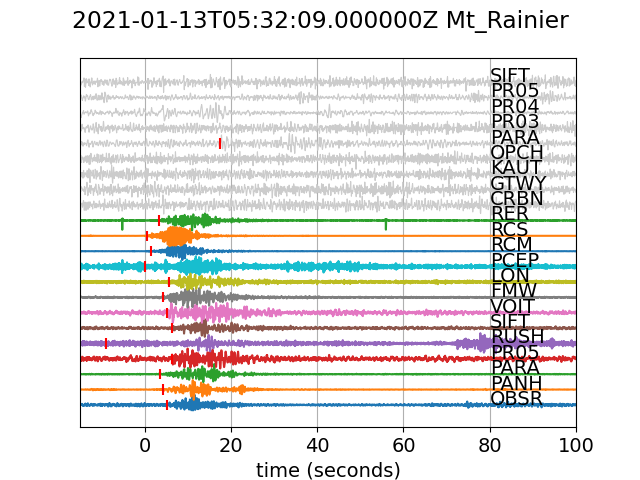 2021-01-13T05:32:09.000000Z Mt_Rainier
SIFT
PR05
PR04
PR03
PARA
OPCH
KAUT
GTWY
CRBN
RER
RCS
RCM
PCEP
LON
FMW
VOIT
SIFT
RUSH
PR05
PARA
PANH
OBSR
0 20 40 60 80 100
time (seconds)